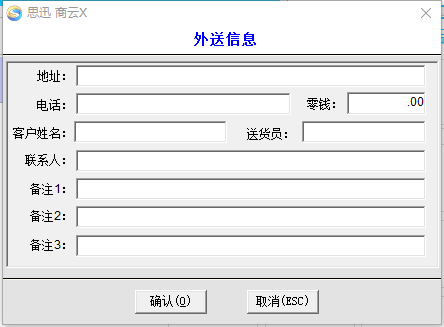 思迅 商云X
外送信息
地址：
电话： 零钱： .00
客户姓名： 送货员：
联系人：
备注1：
备注2：
备注3：
确认(O) 取消(ESC)